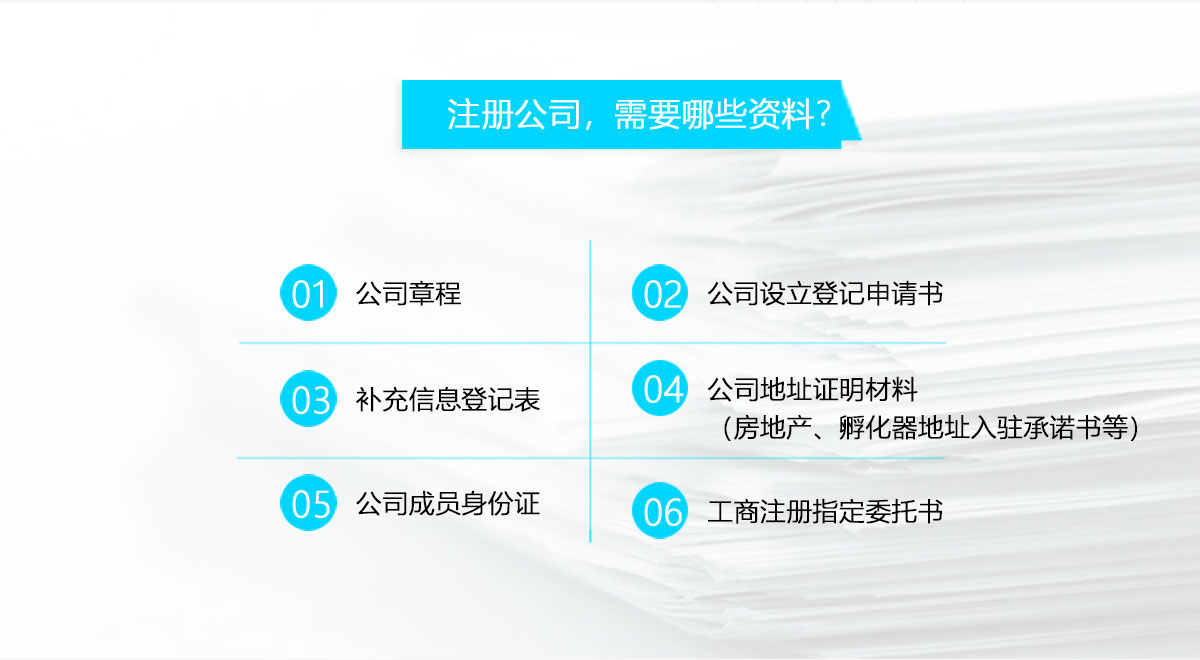 注册公司，需要哪些资料？
01 公司章程
02 公司设立登记申请书
03 补充信息登记表
04 公司地址证明材料
（房地产、孵化器地址入驻承诺书等）
05 公司成员身份证
06 工商注册指定委托书